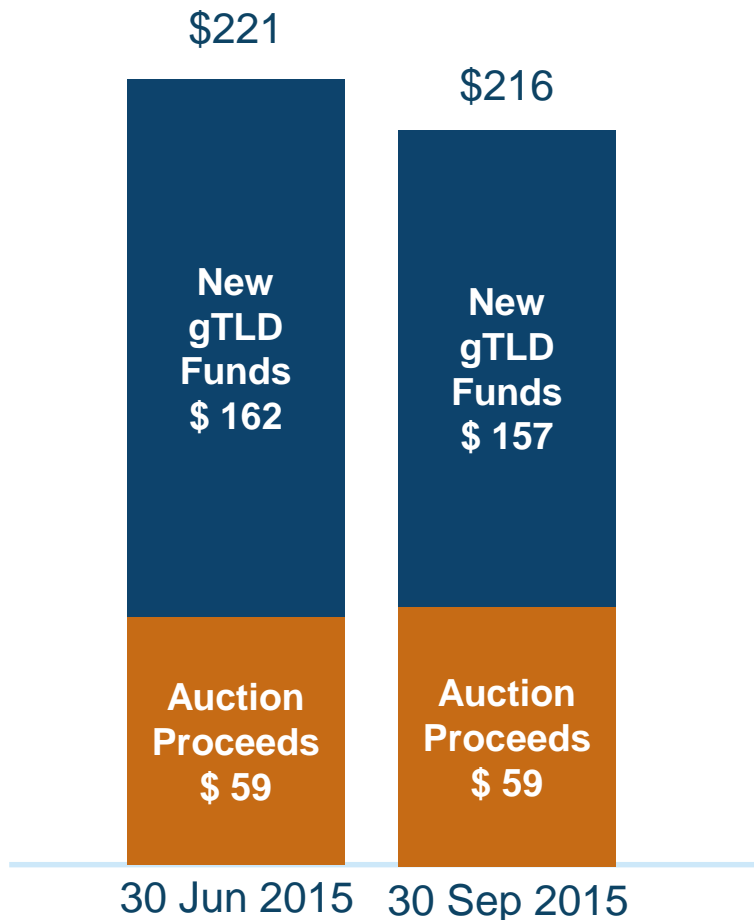 $221
New
gTLD
Funds
$ 162
Auction
Proceeds
$ 59
30 Jun 2015
$216
New
gTLD
Funds
$ 157
Auction
Proceeds
$ 59
30 Sep 2015